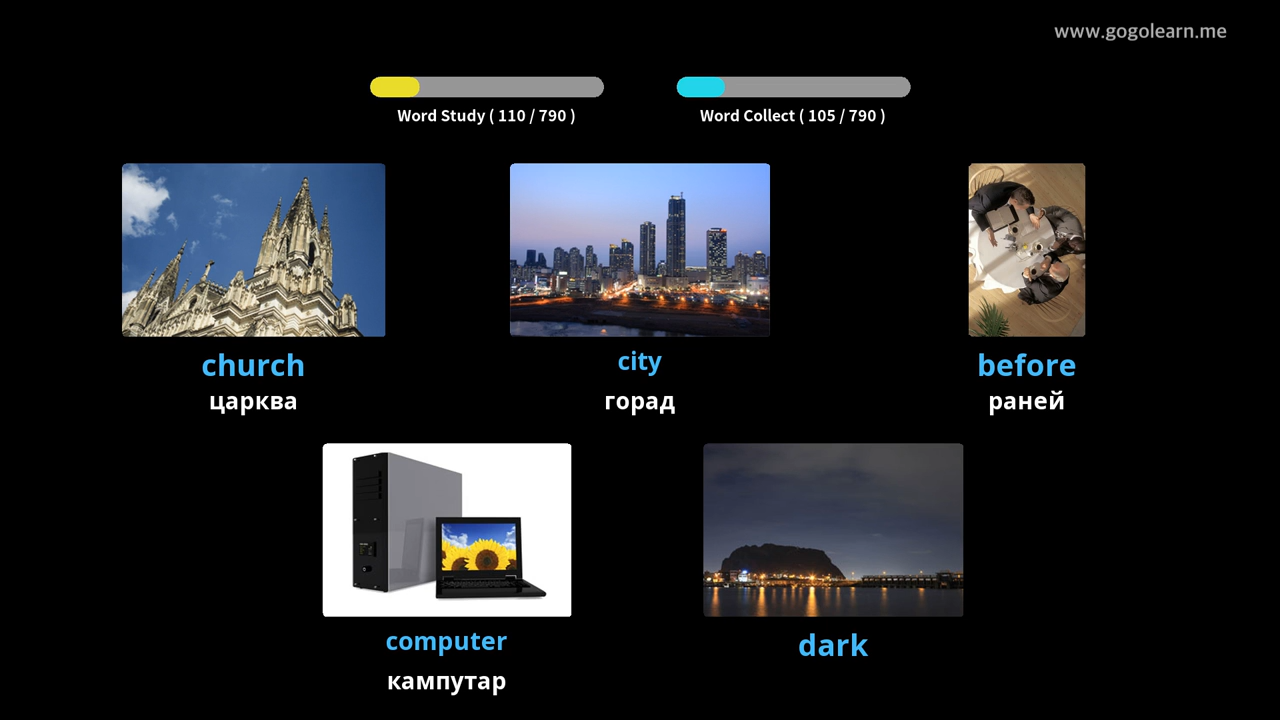 www.gogolearn.me
Word Study ( 110 / 790 )
Word Collect ( 105 / 790 )
church
царква
city
горад
before
раней
computer
кампутар
dark